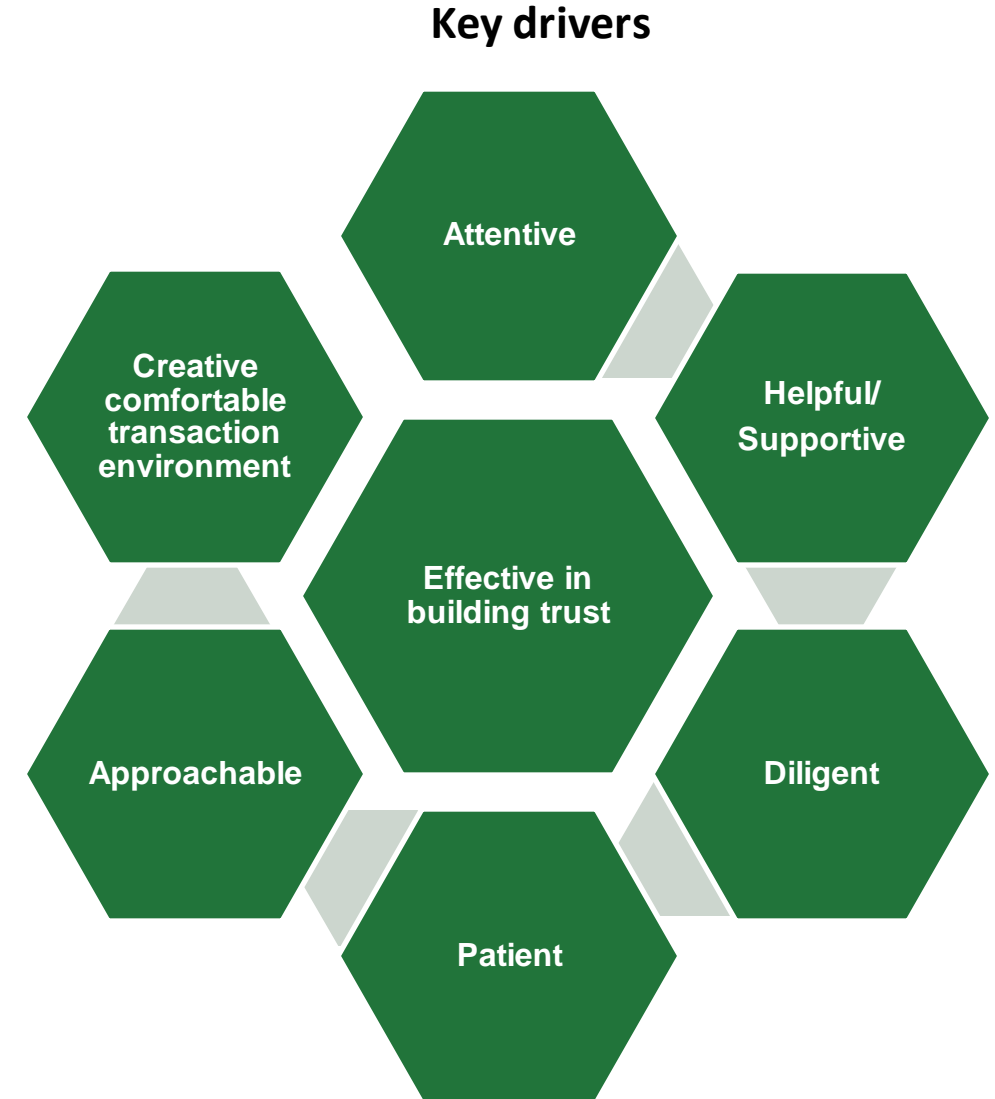 Key drivers
Attentive
Helpful/
Supportive
Creative
comfortable
transaction
environment
Effective in
building trust
Approachable
Diligent
Patient